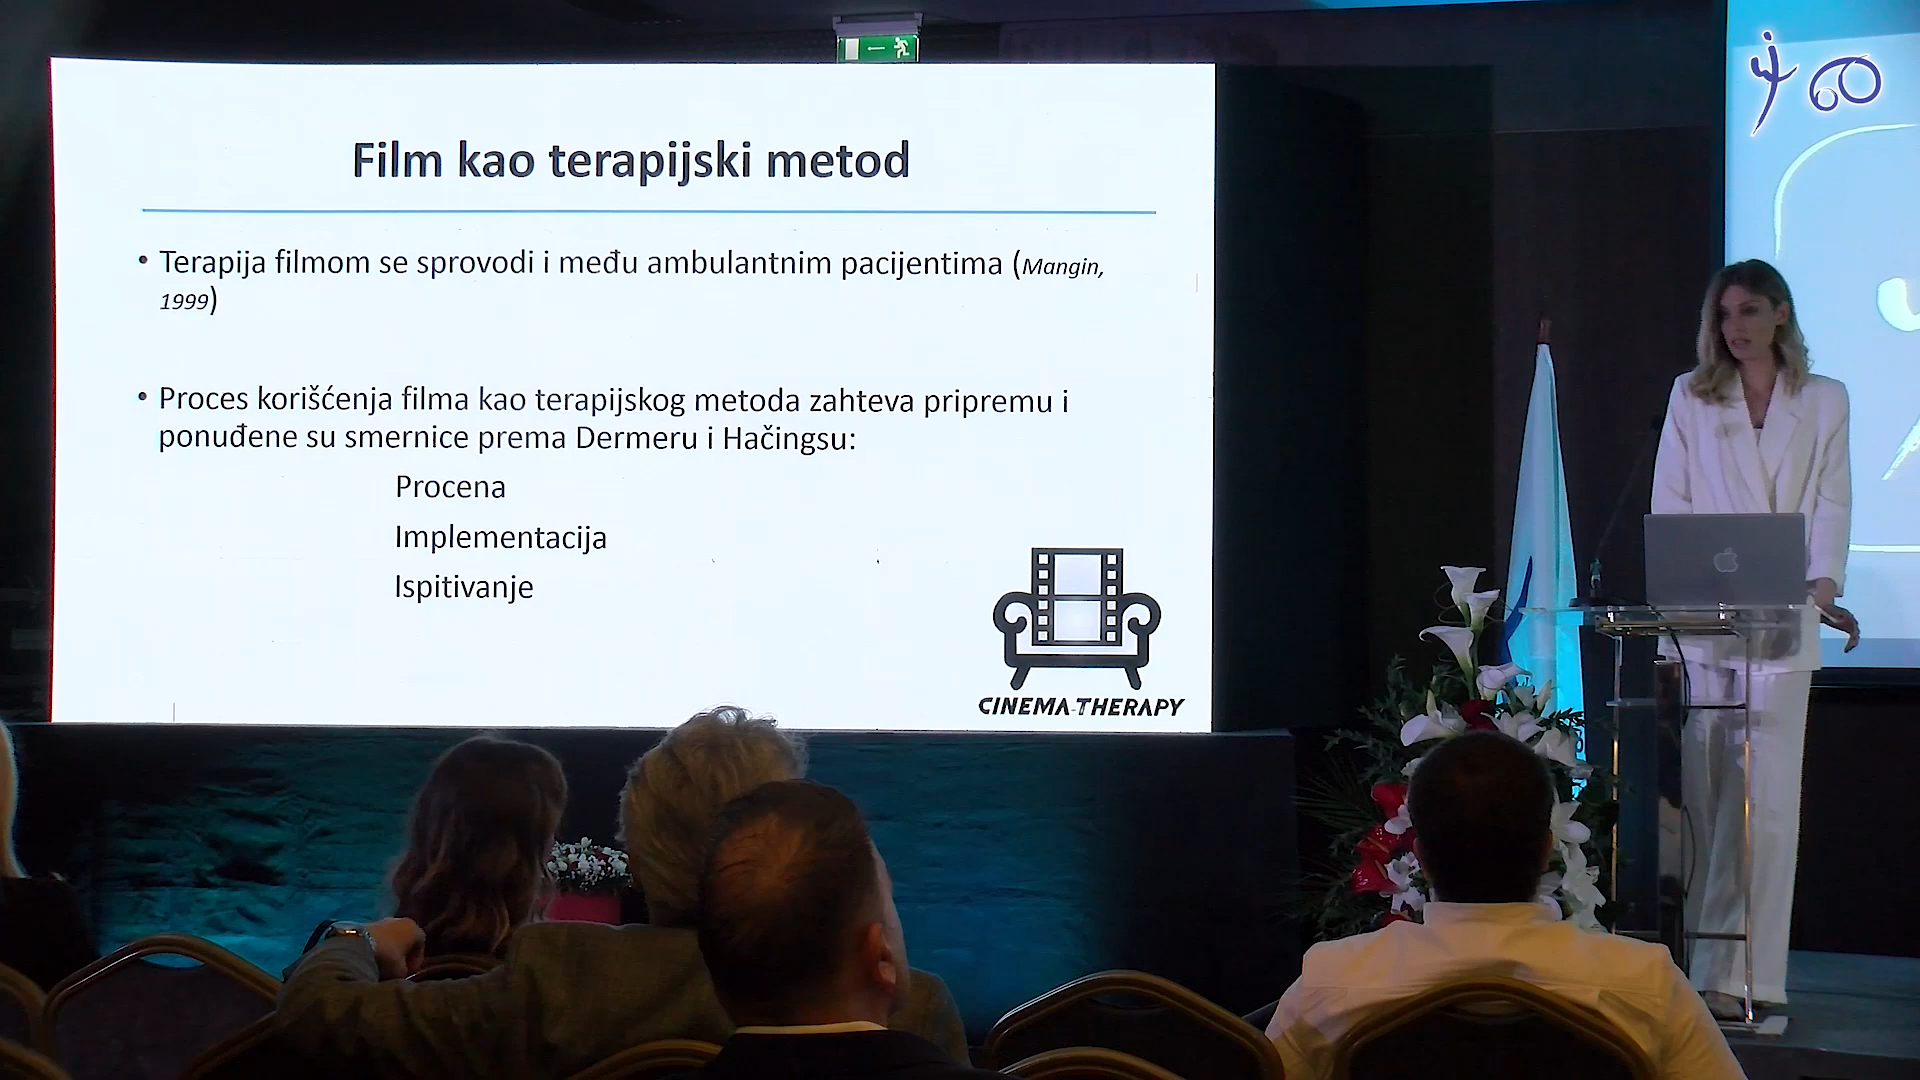 Film kao terapijski metod
• Terapija filmom se sprovodi i među ambulantnim pacijentima (Mangin,
1999)
• Proces korišćenja filma kao terapijskog metoda zahteva pripremu i
ponuđene su smernice prema Dermeru i Hačingsu:
Procena
Implementacija
Ispitivanje
CINEMA-THERAPY
60